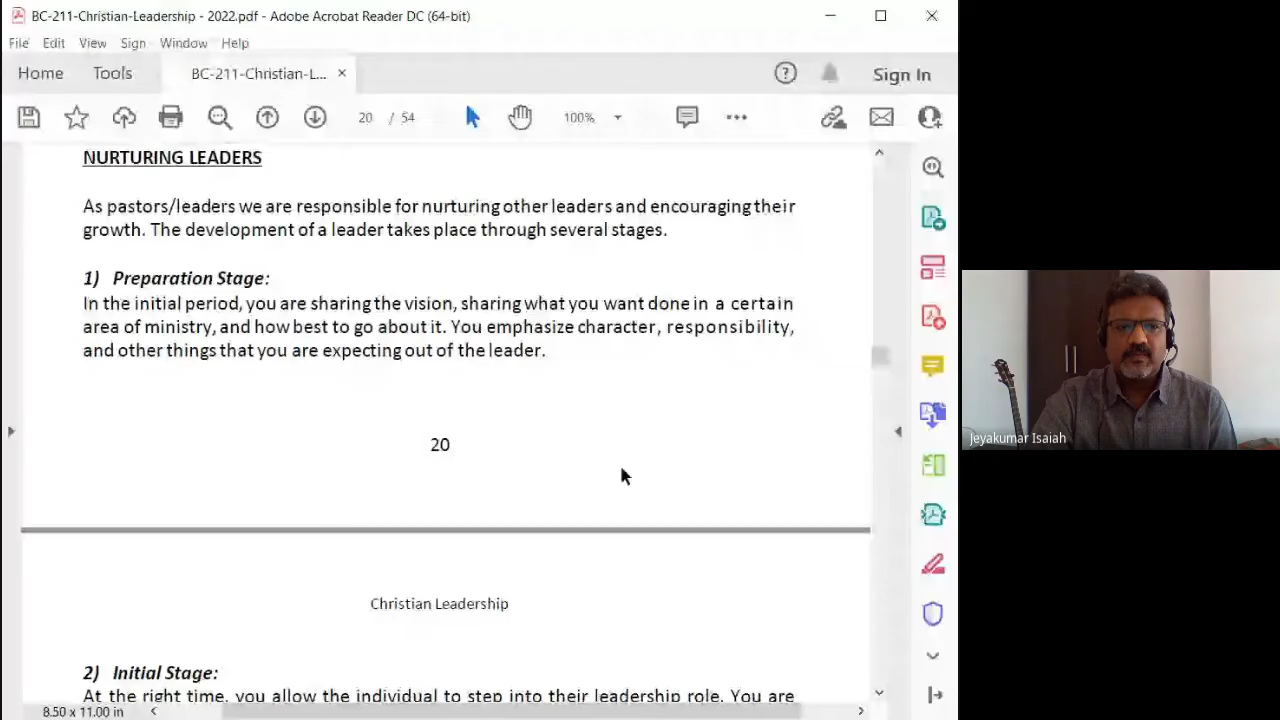 BC-211-Christian-Leadership - 2022.pdf - Adobe Acrobat Reader DC (64-bit)
File Edit View Sign Window Help
Home Tools BC-211-Christian-L... × Sign In
20 / 54 100%
NURTURING LEADERS
As pastors/leaders we are responsible for nurturing other leaders and encouraging their
growth. The development of a leader takes place through several stages.
1) Preparation Stage:
In the initial period, you are sharing the vision, sharing what you want done in a certain
area of ministry, and how best to go about it. You emphasize character, responsibility,
and other things that you are expecting out of the leader.
20
Christian Leadership
2) Initial Stage:
At the right time, you allow the individual to step into their leadership role. You are
8.50 x 11.00 in
Jeyakumar Isaiah